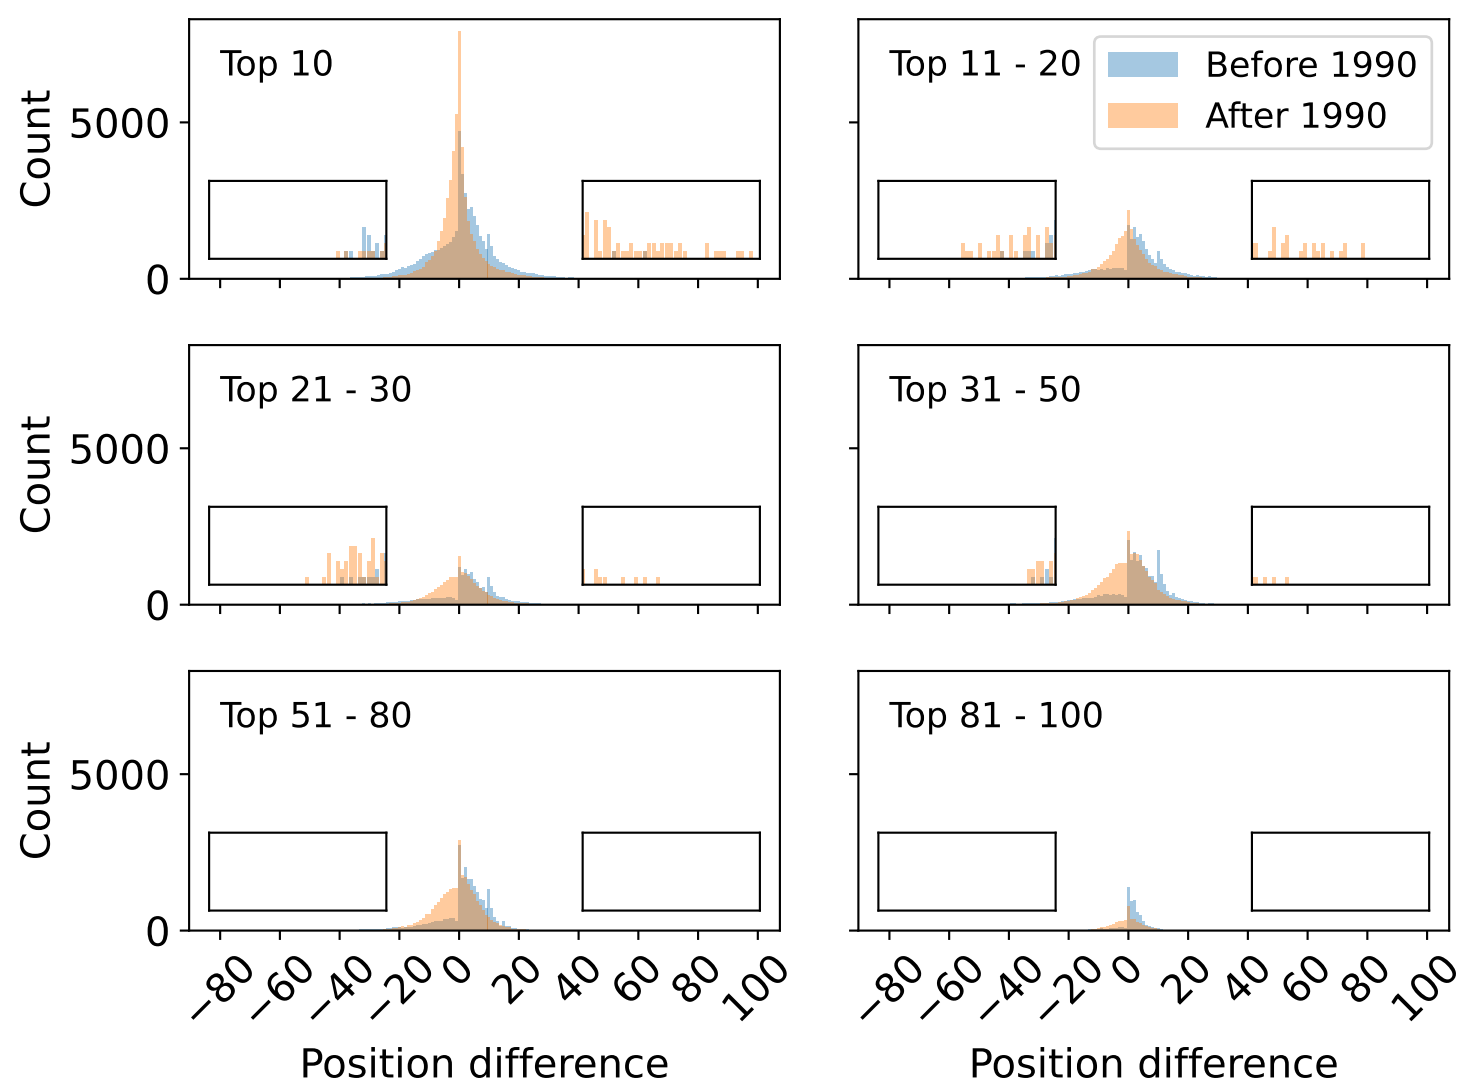 Top 10
Top 11 - 20
Before 1990
After 1990
Count
5000
0
Top 21 - 30
Top 31 - 50
Count
5000
0
Top 51 - 80
Top 81 - 100
Count
5000
0
−80 −60 −40 −20 0 20 40 60 80 100
−80 −60 −40 −20 0 20 40 60 80 100
Position difference
Position difference